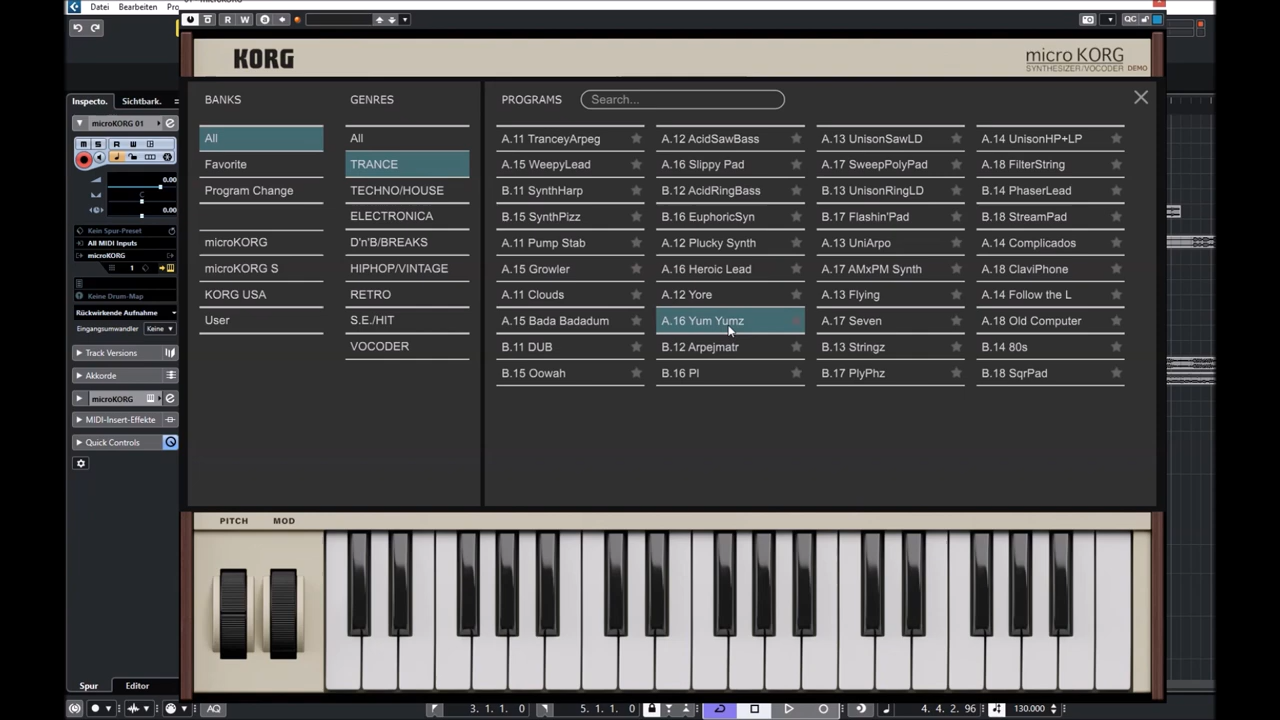 Datei Bearbeiten
R W
QC
KORG
micro KORG
SYNTHESIZER/VOCODER DEMO
Inspecto. Sichtbark.
microKORG 01
M S R W
0.00
0.00
0.00
Kein Spur-Preset
All MIDI Inputs
microKORG
1
Keine Drum-Map
Rückwirkende Aufnahme
Eingangsumwandler Keine
Track Versions
Akkorde
microKORG
MIDI-Insert-Effekte
Quick Controls
Spur Editor
BANKS
All
Favorite
Program Change
microKORG
microKORG S
KORG USA
User
GENRES
All
TRANCE
TECHNO/HOUSE
ELECTRONICA
D'n'B/BREAKS
HIPHOP/VINTAGE
RETRO
S.E./HIT
VOCODER
PROGRAMS Search...
A.11 TranceyArpeg A.12 AcidSawBass A.13 UnisonSawLD A.14 UnisonHP+LP
A.15 WeepyLead A.16 Slippy Pad A.17 SweepPolyPad A.18 FilterString
B.11 SynthHarp B.12 AcidRingBass B.13 UnisonRingLD B.14 PhaserLead
B.15 SynthPizz B.16 EuphoricSyn B.17 Flashin'Pad B.18 StreamPad
A.11 Pump Stab A.12 Plucky Synth A.13 UniArpo A.14 Complicados
A.15 Growler A.16 Heroic Lead A.17 AMxPM Synth A.18 ClaviPhone
A.11 Clouds A.12 Yore A.13 Flying A.14 Follow the L
A.15 Bada Badadum A.16 Yum Yumz A.17 Seven A.18 Old Computer
B.11 DUB B.12 Arpejmatr B.13 Stringz B.14 80s
B.15 Oowah B.16 Pl B.17 PlyPhz B.18 SqrPad
PITCH MOD
AQ 3. 1. 1. 0 5. 1. 1. 0 4. 4. 2. 96 130.000